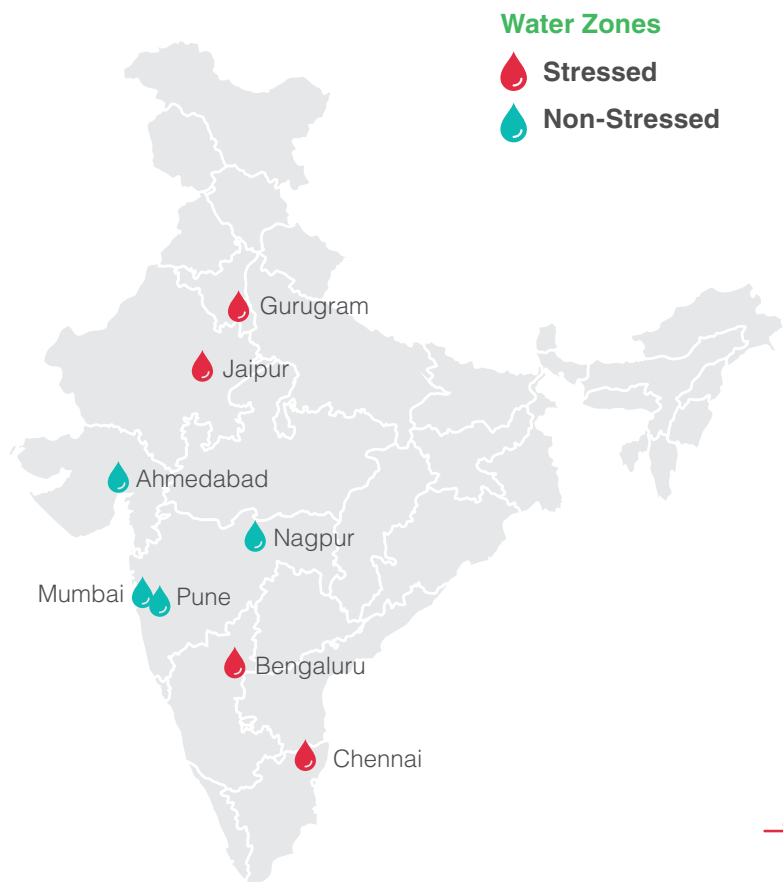 Water Zones
Stressed
Non-Stressed
Gurugram
Jaipur
Ahmedabad
Nagpur
Mumbai
Pune
Bengaluru
Chennai